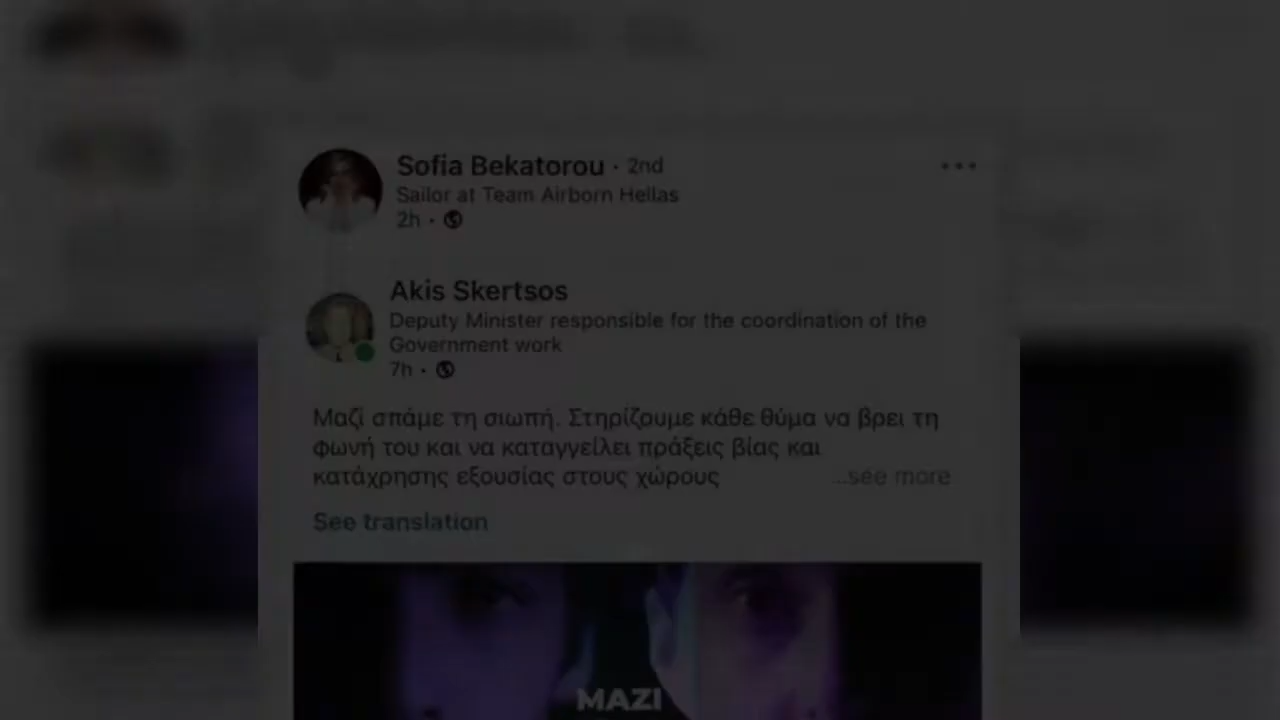 Sofia Bekatorou · 2nd
Sailor at Team Airborn Hellas
2h ·
Akis Skertsos
Deputy Minister responsible for the coordination of the
Government work
7h ·
Μαζί σπάμε τη σιωπή. Στηρίζουμε κάθε θύμα να βρει τη
φωνή του και να καταγγείλει πράξεις βίας και
κατάχρησης εξουσίας στους χώρους ...see more
See translation
MAZI